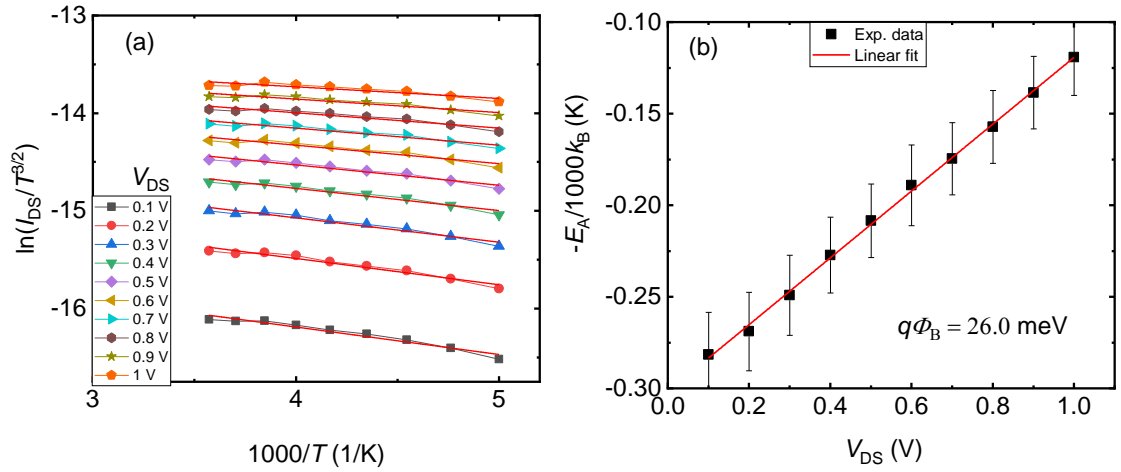 (a)
-13
-14
-15
-16
ln(I_DS/T^3/2)
V_DS
0.1 V
0.2 V
0.3 V
0.4 V
0.5 V
0.6 V
0.7 V
0.8 V
0.9 V
1 V
3 4 5
1000/T (1/K)
(b)
Exp. data
Linear fit
-0.10
-0.15
-0.20
-0.25
-0.30
-E_A/1000k_B (K)
qΦ_B = 26.0 meV
0.0 0.2 0.4 0.6 0.8 1.0
V_DS (V)